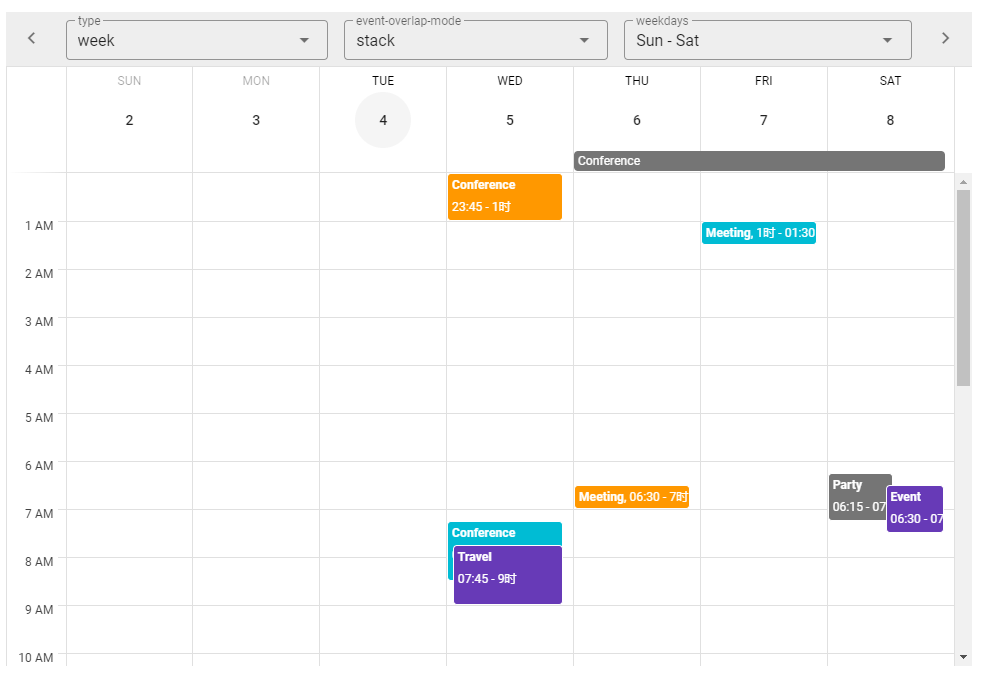 type
event-overlap-mode
weekdays
week
stack
Sun - Sat
SUN
MON
TUE
WED
THU
FRI
SAT
2
3
4
5
6
7
8
Conference
Conference
23:45 - 1时
1 AM
Meeting, 1时 - 01:30
2 AM
3 AM
4 AM
5 AM
6 AM
Party
06:15 - 07
Event
06:30 - 07
Meeting, 06:30 - 7时
7 AM
Conference
Travel
07:45 - 9时
8 AM
9 AM
10 AM